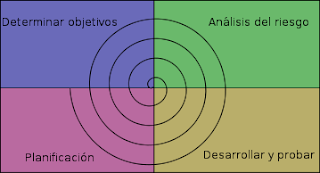 Determinar objetivos
Análisis del riesgo
Planificación
Desarrollar y probar